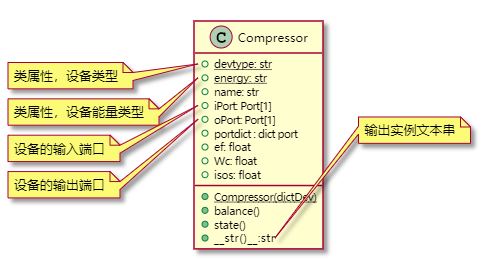 C Compressor
devtype: str
energy: str
name: str
iPort: Port[1]
oPort: Port[1]
portdict : dict port
ef: float
Wc: float
isos: float
Compressor(dictDev)
balance()
state()
__str()__:str
类属性，设备类型
类属性，设备能量类型
设备的输入端口
设备的输出端口
输出实例文本串